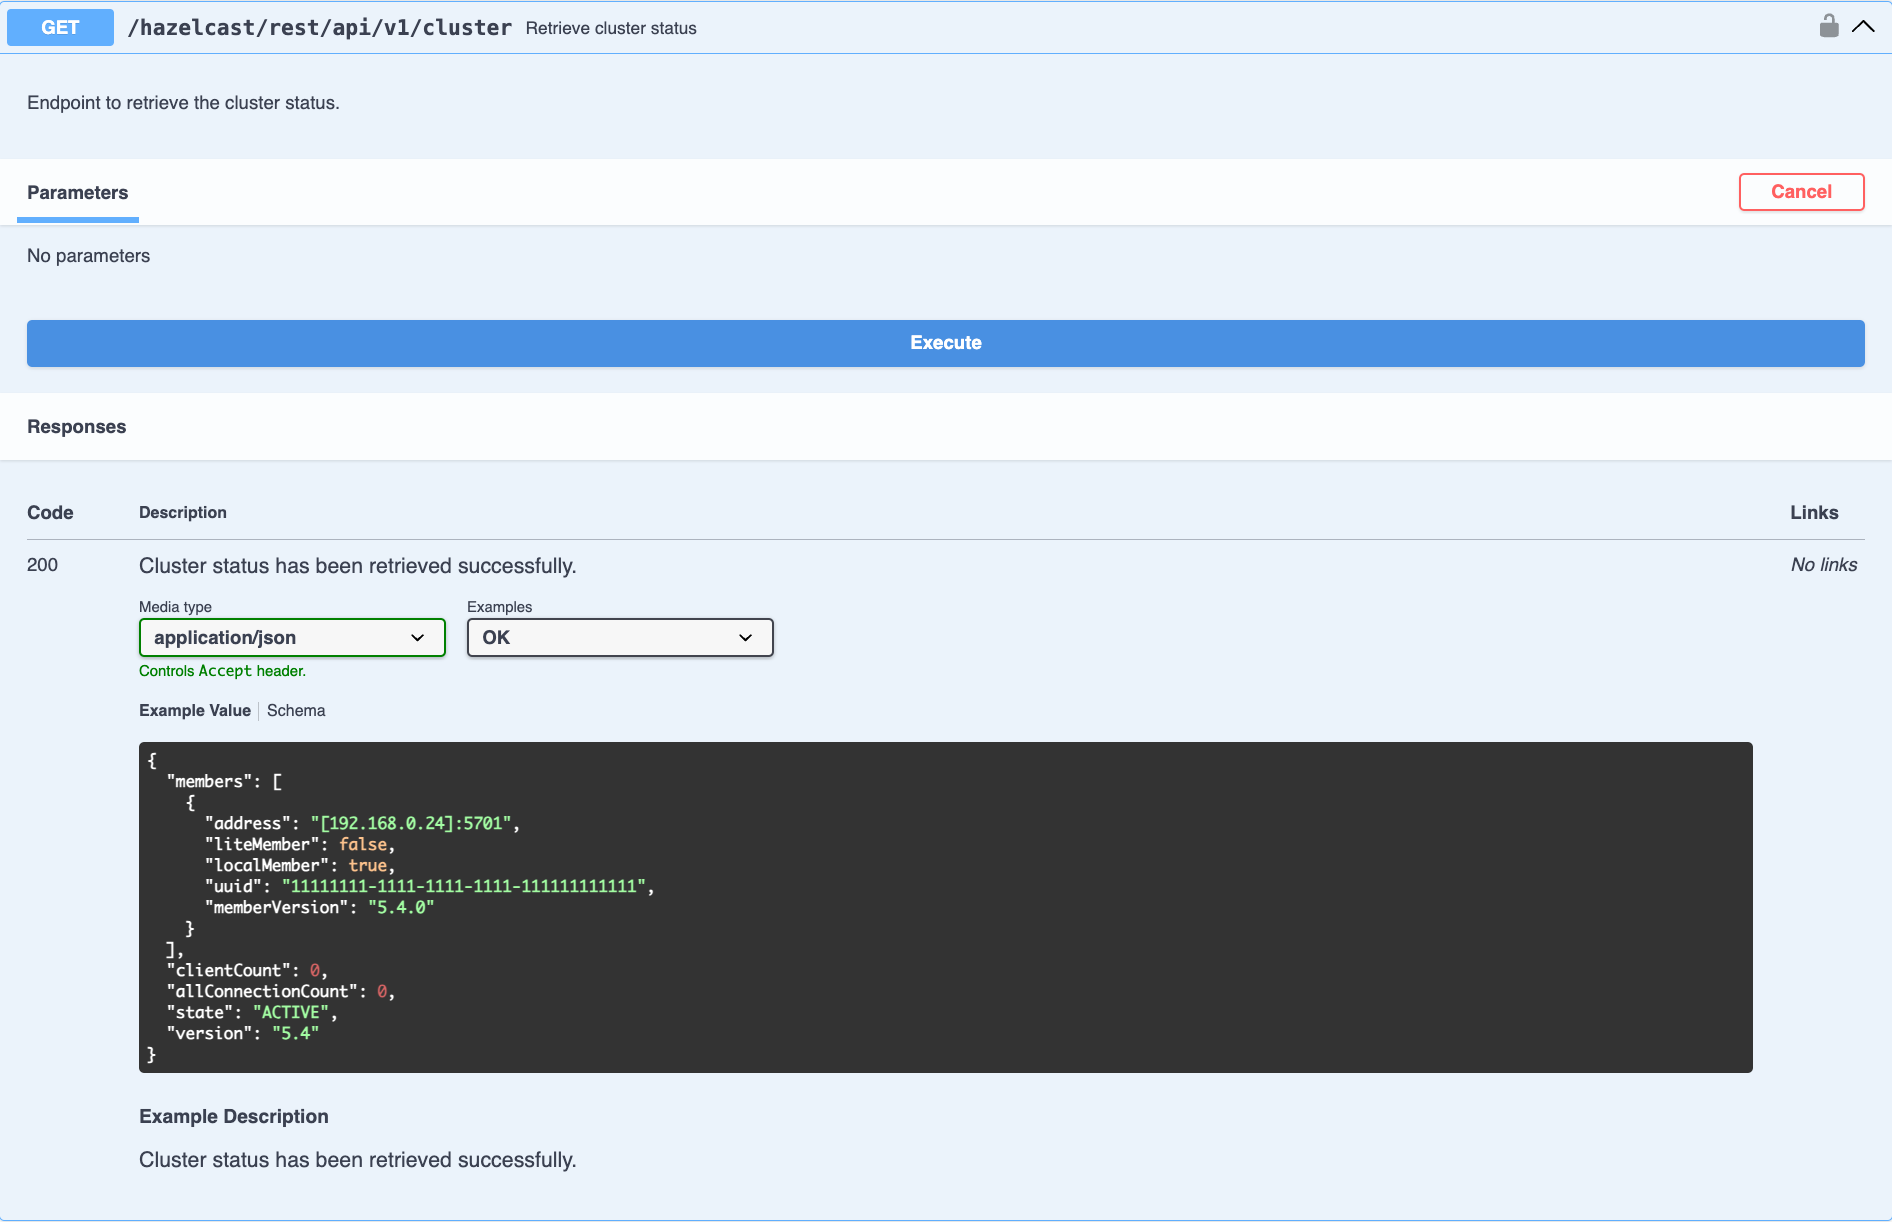 GET /hazelcast/rest/api/v1/cluster Retrieve cluster status
Endpoint to retrieve the cluster status.
Parameters Cancel
No parameters
Execute
Responses
Code Description Links
200 Cluster status has been retrieved successfully. No links
Media type Examples
application/json OK
Controls Accept header.
Example Value Schema
{
  "members": [
    {
      "address": "[192.168.0.24]:5701",
      "liteMember": false,
      "localMember": true,
      "uuid": "11111111-1111-1111-1111-111111111111",
      "memberVersion": "5.4.0"
    }
  ],
  "clientCount": 0,
  "allConnectionCount": 0,
  "state": "ACTIVE",
  "version": "5.4"
}
Example Description
Cluster status has been retrieved successfully.